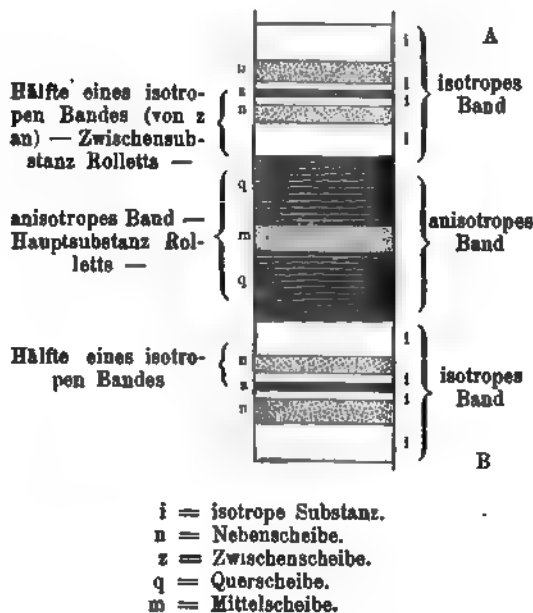 A
i
n
i
isotropes
Band
Hälfte eines isotro-
pen Bandes (von z
an) — Zwischensub-
stanz Rolletts —
z
i
n
i
q
anisotropes Band —
Hauptsubstanz Rol-
letts —
m
anisotropes
Band
q
i
Hälfte eines isotro-
pen Bandes
n
i
z
i
isotropes
Band
n
i
B
i = isotrope Substanz.
n = Nebenscheibe.
z = Zwischenscheibe.
q = Querscheibe.
m = Mittelscheibe.